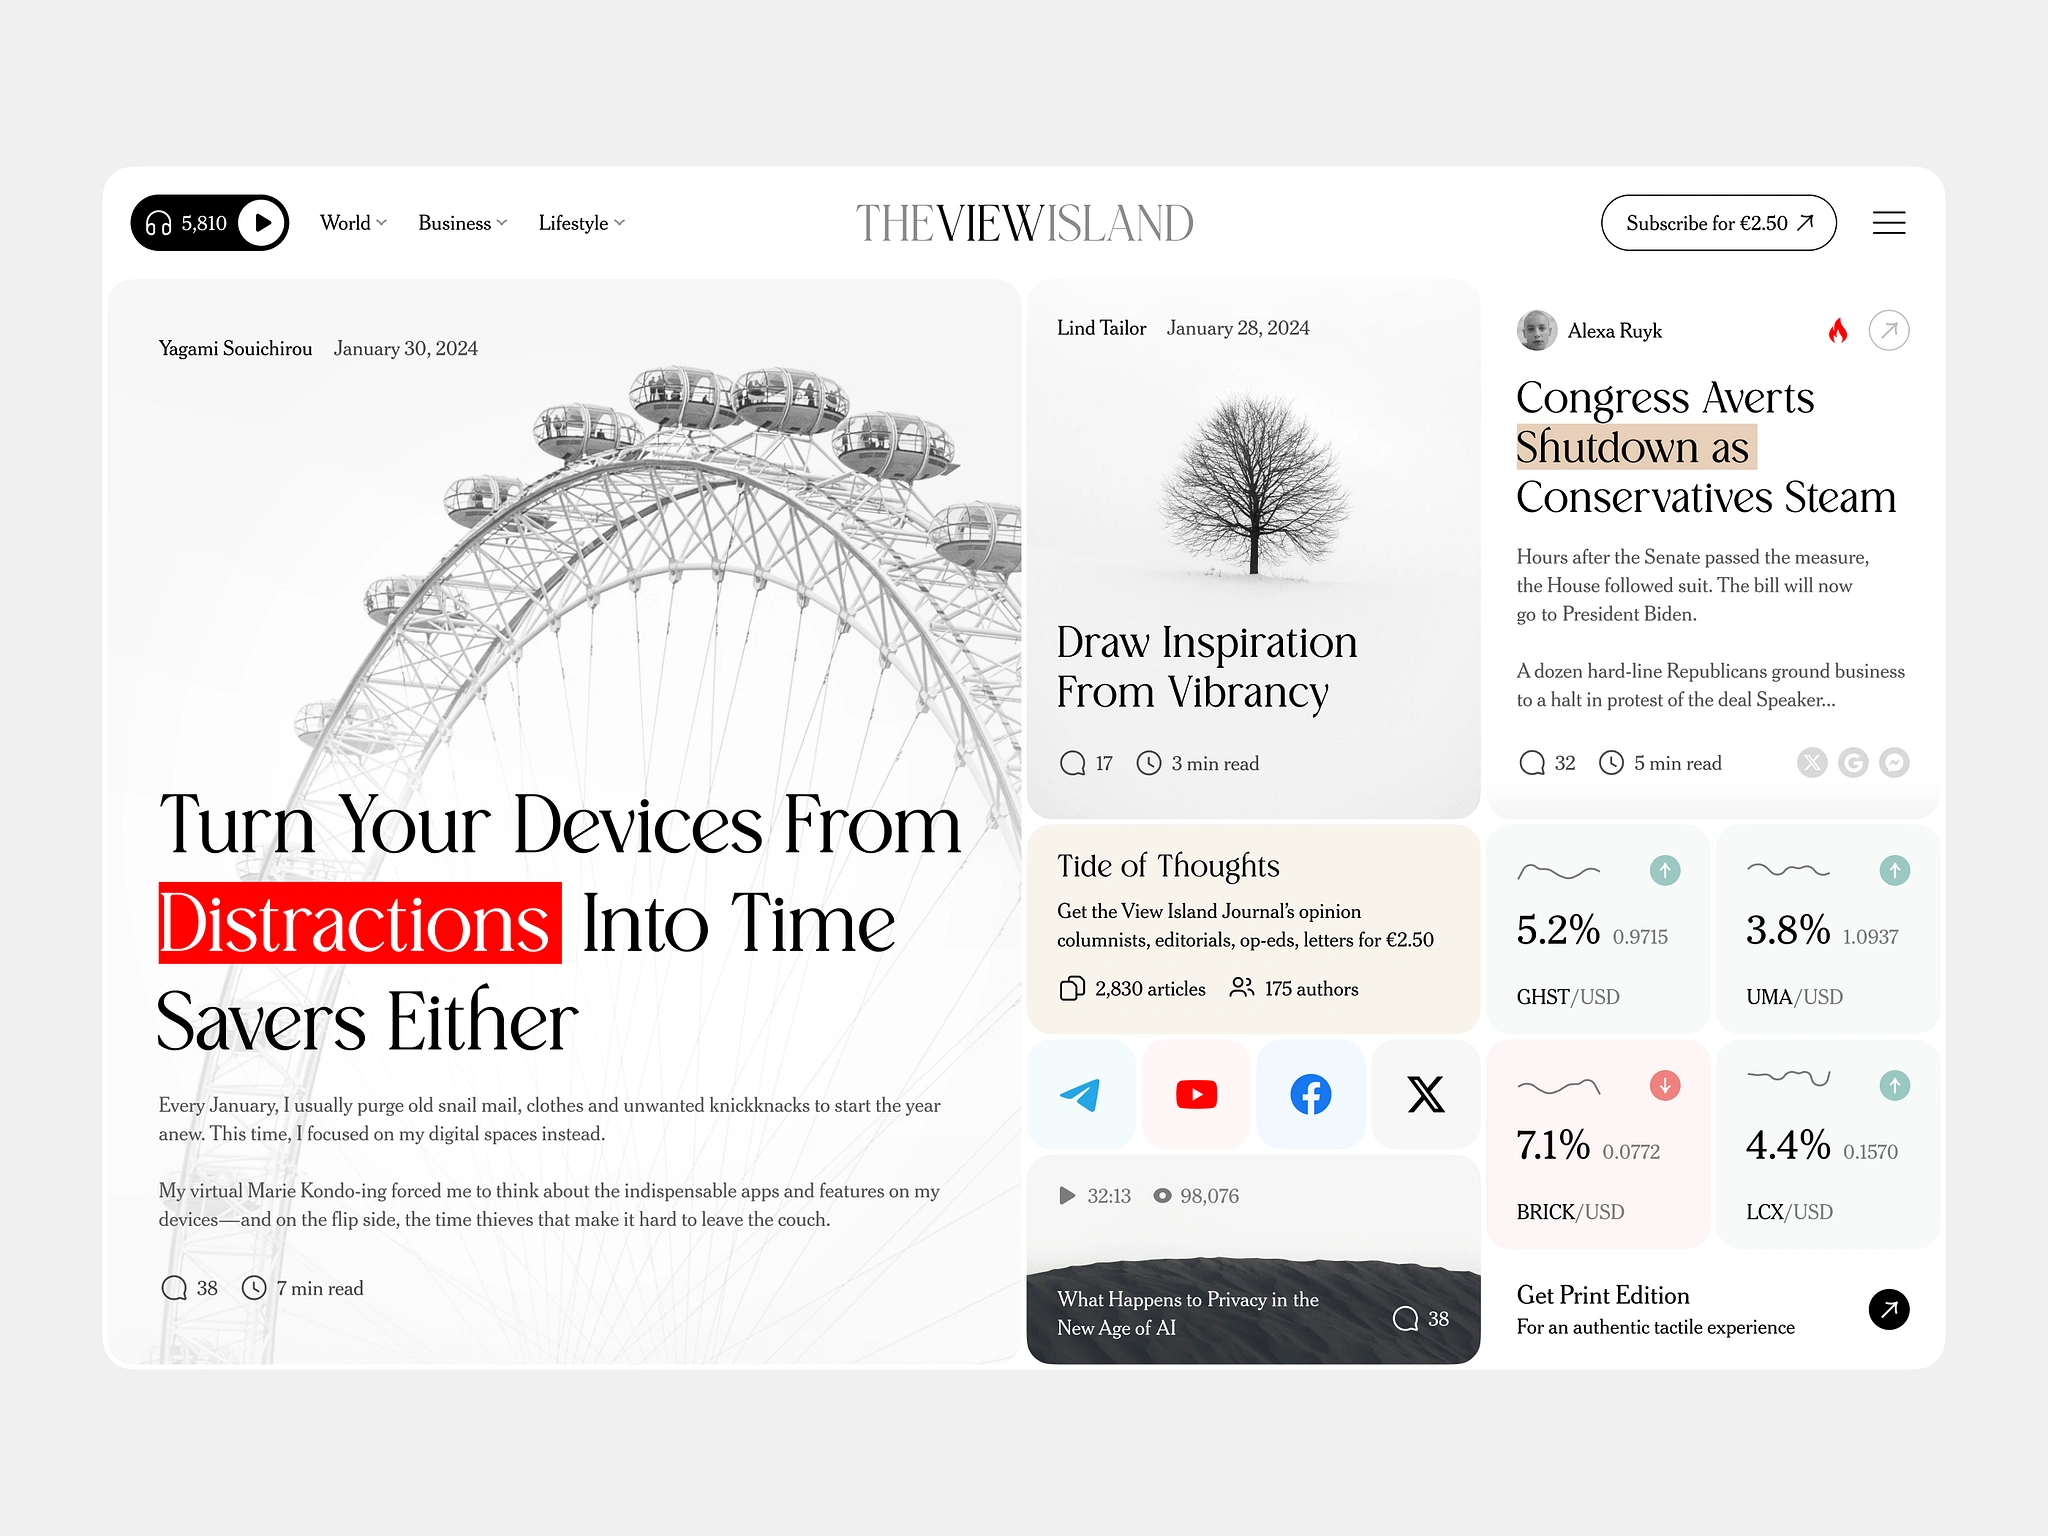 5,810
World
Business
Lifestyle
THEVIEWISLAND
Subscribe for €2.50
Yagami Souichirou January 30, 2024
Turn Your Devices From
Distractions Into Time
Savers Either
Every January, I usually purge old snail mail, clothes and unwanted knickknacks to start the year
anew. This time, I focused on my digital spaces instead.
My virtual Marie Kondo-ing forced me to think about the indispensable apps and features on my
devices—and on the flip side, the time thieves that make it hard to leave the couch.
38 7 min read
Lind Tailor January 28, 2024
Draw Inspiration
From Vibrancy
17 3 min read
Alexa Ruyk
Congress Averts
Shutdown as
Conservatives Steam
Hours after the Senate passed the measure,
the House followed suit. The bill will now
go to President Biden.
A dozen hard-line Republicans ground business
to a halt in protest of the deal Speaker...
32 5 min read
Tide of Thoughts
Get the View Island Journal’s opinion
columnists, editorials, op-eds, letters for €2.50
2,830 articles 175 authors
32:13 98,076
What Happens to Privacy in the
New Age of AI
38
5.2% 0.9715
GHST/USD
3.8% 1.0937
UMA/USD
7.1% 0.0772
BRICK/USD
4.4% 0.1570
LCX/USD
Get Print Edition
For an authentic tactile experience